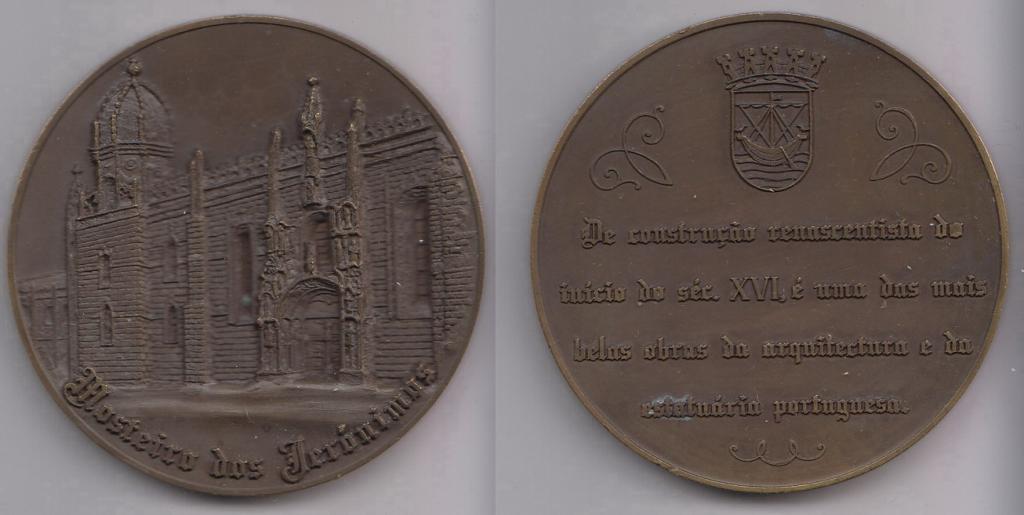 Mosteiro dos Jerónimos
De construção renascentista do
início do séc. XVI, é uma das mais
belas obras da arquitectura e da
estatuária portuguesa.